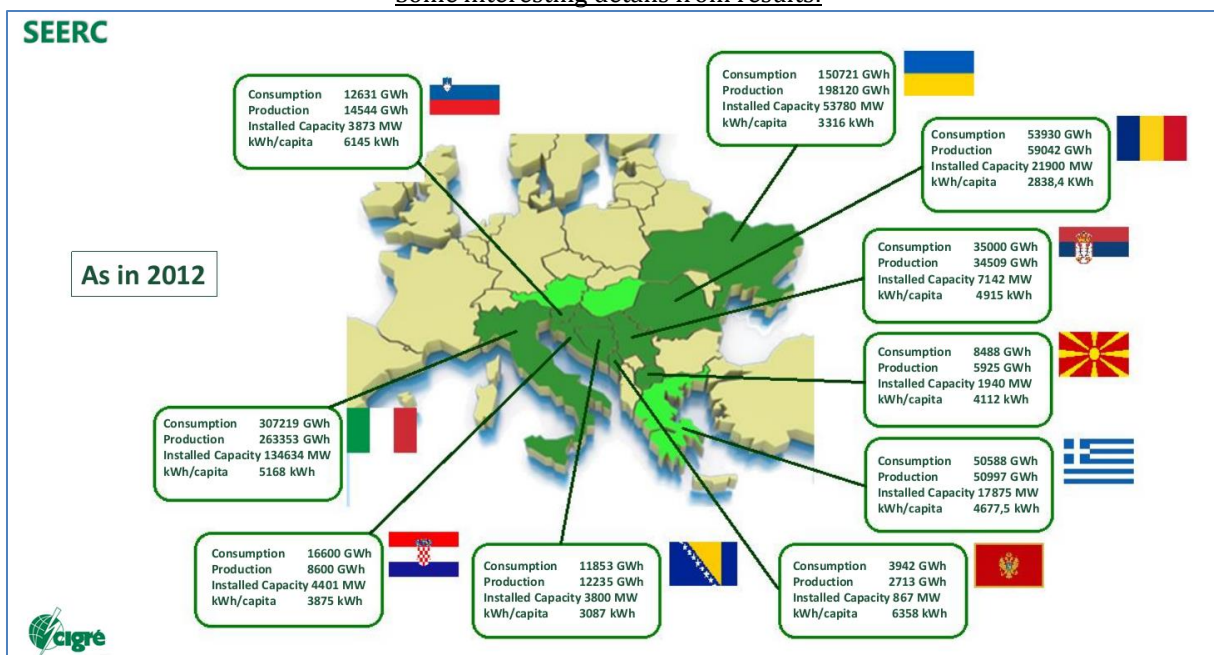 Some interesting details from results:
SEERC
Consumption 12631 GWh
Production 14544 GWh
Installed Capacity 3873 MW
kWh/capita 6145 kWh
Consumption 150721 GWh
Production 198120 GWh
Installed Capacity 53780 MW
kWh/capita 3316 kWh
Consumption 53930 GWh
Production 59042 GWh
Installed Capacity 21900 MW
kWh/capita 2838,4 KWh
As in 2012
Consumption 35000 GWh
Production 34509 GWh
Installed Capacity 7142 MW
kWh/capita 4915 kWh
Consumption 8488 GWh
Production 5925 GWh
Installed Capacity 1940 MW
kWh/capita 4112 kWh
Consumption 307219 GWh
Production 263353 GWh
Installed Capacity 134634 MW
kWh/capita 5168 kWh
Consumption 50588 GWh
Production 50997 GWh
Installed Capacity 17875 MW
kWh/capita 4677,5 kWh
Consumption 16600 GWh
Production 8600 GWh
Installed Capacity 4401 MW
kWh/capita 3875 kWh
Consumption 11853 GWh
Production 12235 GWh
Installed Capacity 3800 MW
kWh/capita 3087 kWh
Consumption 3942 GWh
Production 2713 GWh
Installed Capacity 867 MW
kWh/capita 6358 kWh
cigré